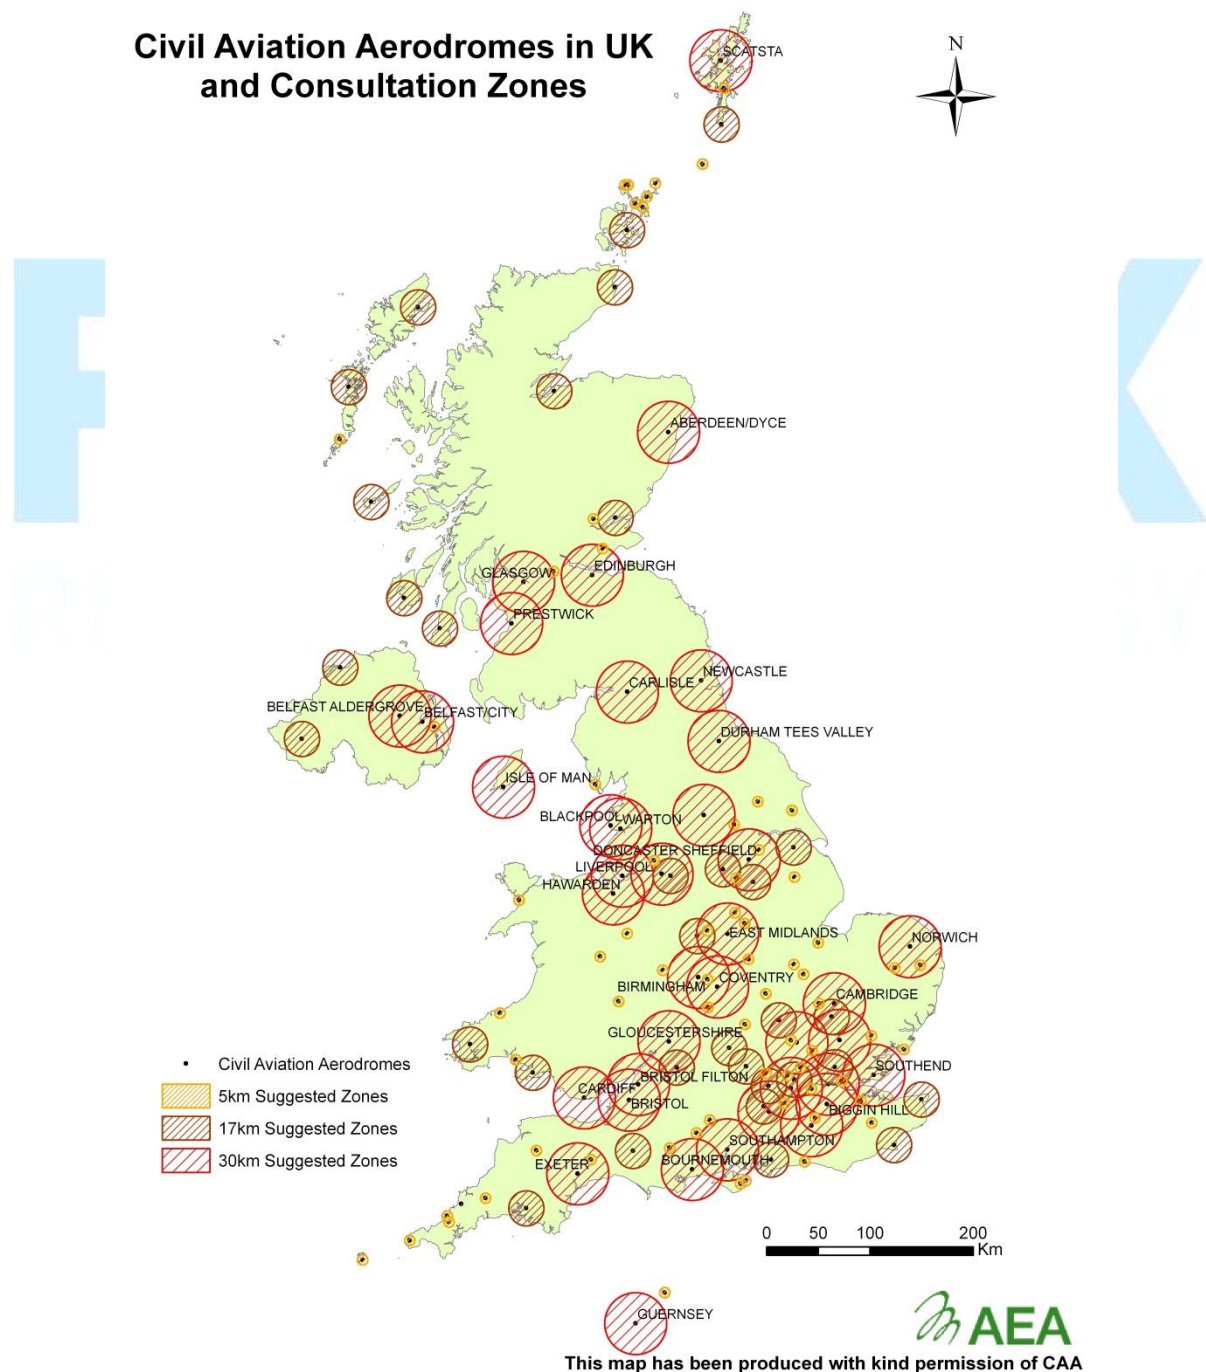 Civil Aviation Aerodromes in UK
and Consultation Zones
N
SCATSTA
ABERDEEN/DYCE
EDINBURGH
GLASGOW
PRESTWICK
NEWCASTLE
CARLISLE
BELFAST ALDERGROVE
BELFAST/CITY
DURHAM TEES VALLEY
ISLE OF MAN
BLACKPOOL
WARTON
DONCASTER SHEFFIELD
LIVERPOOL
HAWARDEN
EAST MIDLANDS
NORWICH
COVENTRY
BIRMINGHAM
CAMBRIDGE
GLOUCESTERSHIRE
SOUTHEND
BRISTOL FILTON
CARDIFF
BRISTOL
BIGGIN HILL
SOUTHAMPTON
BOURNEMOUTH
EXETER
GUERNSEY
Civil Aviation Aerodromes
5km Suggested Zones
17km Suggested Zones
30km Suggested Zones
0 50 100 200
Km
AEA
This map has been produced with kind permission of CAA